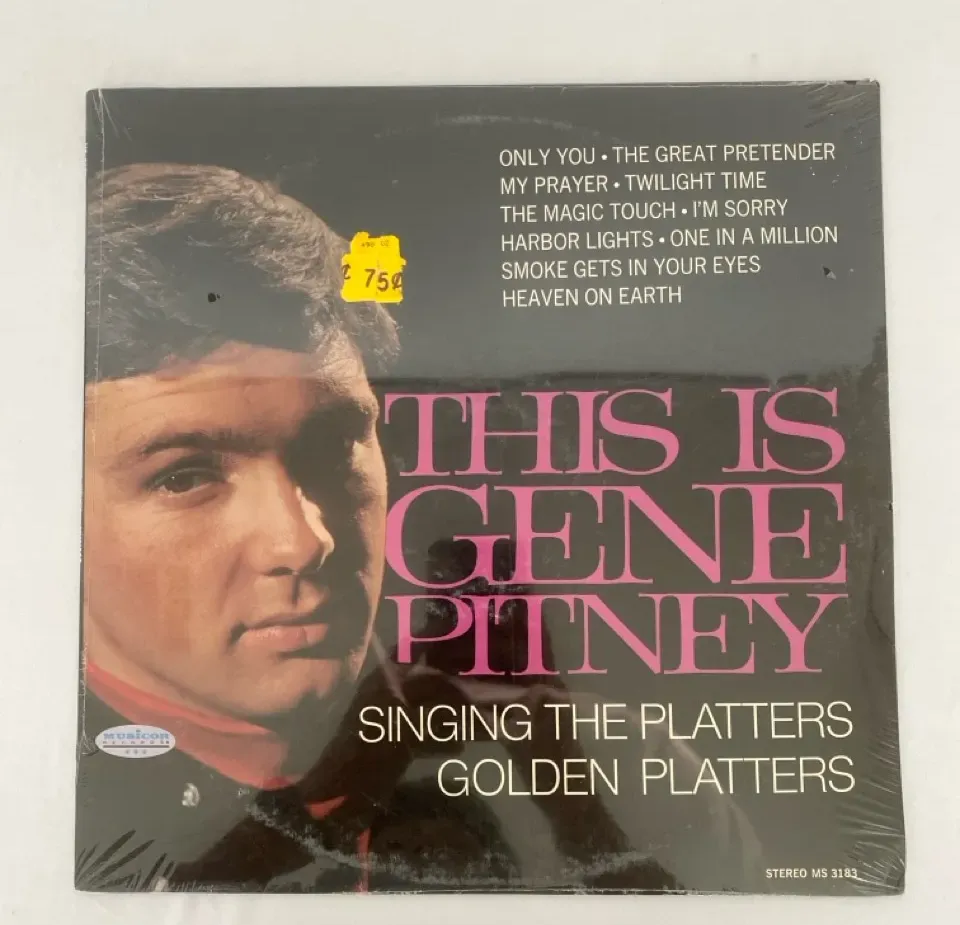 ONLY YOU • THE GREAT PRETENDER
MY PRAYER • TWILIGHT TIME
THE MAGIC TOUCH • I'M SORRY
HARBOR LIGHTS • ONE IN A MILLION
SMOKE GETS IN YOUR EYES
HEAVEN ON EARTH
¢ 75¢
THIS IS
GENE
PITNEY
SINGING THE PLATTERS
GOLDEN PLATTERS
MUSICOR
RECORDS
STEREO MS 3183